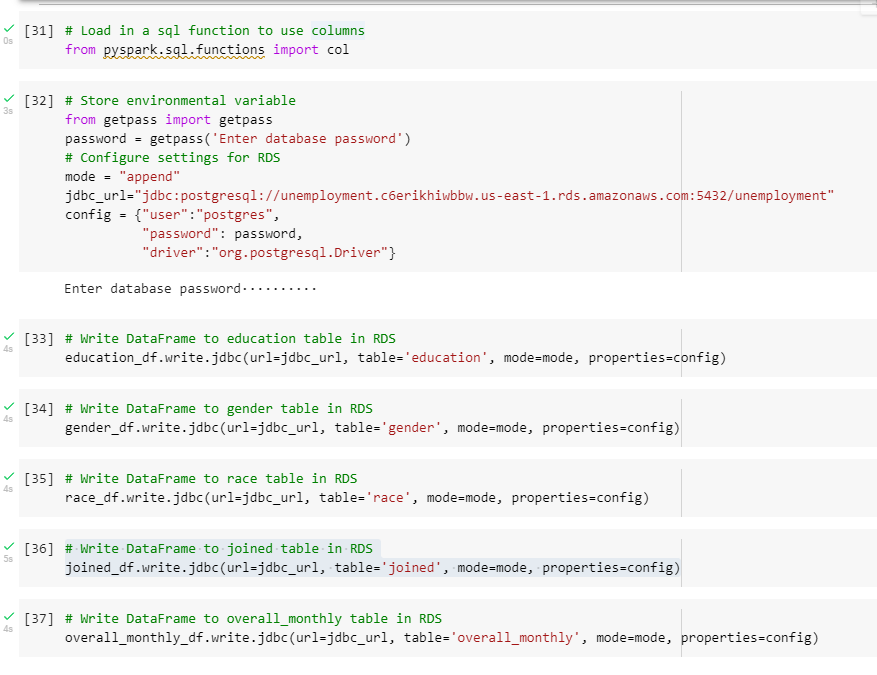 [31] # Load in a sql function to use columns
0s from pyspark.sql.functions import col
[32] # Store environmental variable
3s from getpass import getpass
password = getpass('Enter database password')
# Configure settings for RDS
mode = "append"
jdbc_url="jdbc:postgresql://unemployment.c6erikhiwbbw.us-east-1.rds.amazonaws.com:5432/unemployment"
config = {"user":"postgres",
"password": password,
"driver":"org.postgresql.Driver"}
Enter database password··········
[33] # Write DataFrame to education table in RDS
4s education_df.write.jdbc(url=jdbc_url, table='education', mode=mode, properties=config)
[34] # Write DataFrame to gender table in RDS
4s gender_df.write.jdbc(url=jdbc_url, table='gender', mode=mode, properties=config)
[35] # Write DataFrame to race table in RDS
4s race_df.write.jdbc(url=jdbc_url, table='race', mode=mode, properties=config)
[36] # Write DataFrame to joined table in RDS
5s joined_df.write.jdbc(url=jdbc_url, table='joined', mode=mode, properties=config)
[37] # Write DataFrame to overall_monthly table in RDS
4s overall_monthly_df.write.jdbc(url=jdbc_url, table='overall_monthly', mode=mode, properties=config)